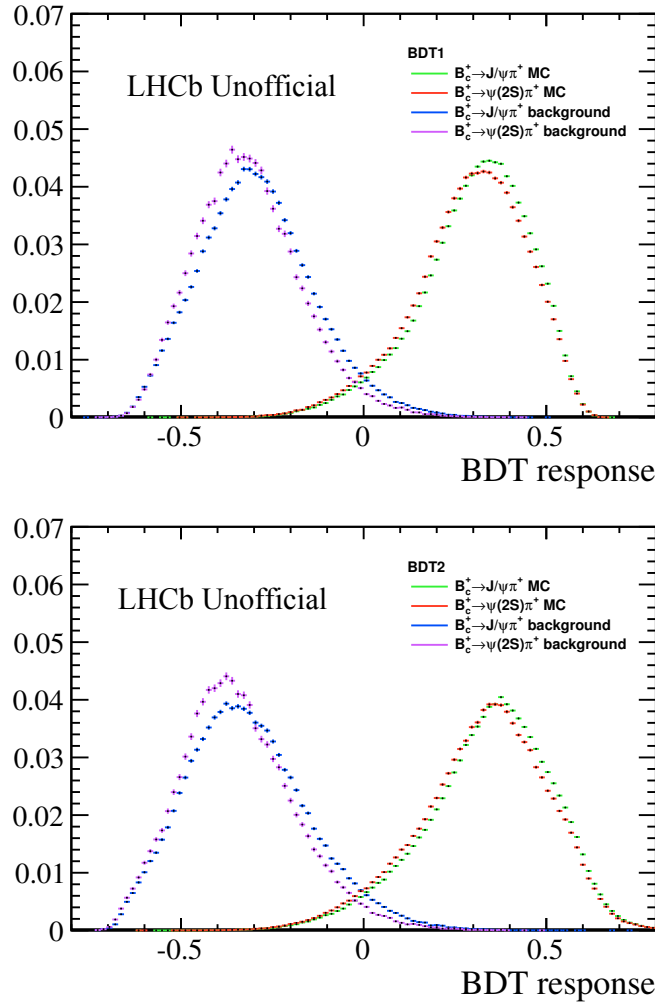 0.07
0.06
0.05
0.04
0.03
0.02
0.01
0
LHCb Unofficial
BDT1
B_c^+→J/ψπ^+ MC
B_c^+→ψ(2S)π^+ MC
B_c^+→J/ψπ^+ background
B_c^+→ψ(2S)π^+ background
-0.5 0 0.5
BDT response
0.07
0.06
0.05
0.04
0.03
0.02
0.01
0
LHCb Unofficial
BDT2
B_c^+→J/ψπ^+ MC
B_c^+→ψ(2S)π^+ MC
B_c^+→J/ψπ^+ background
B_c^+→ψ(2S)π^+ background
-0.5 0 0.5
BDT response